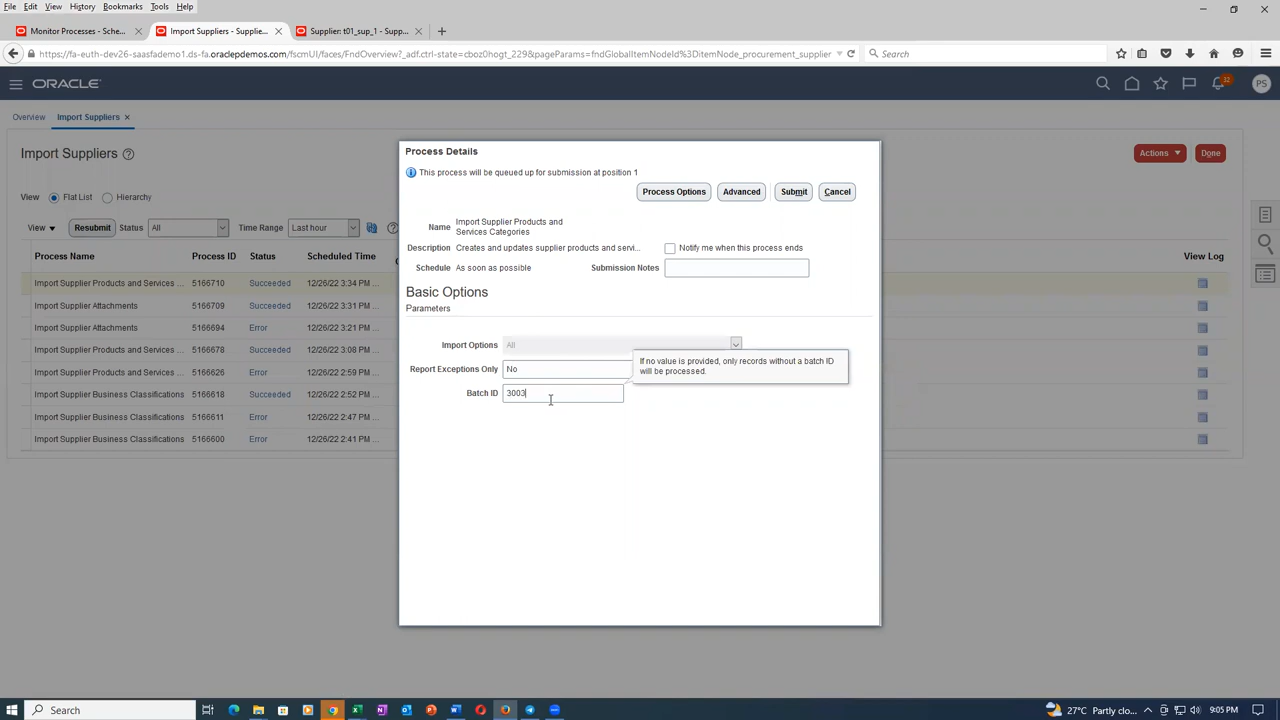 File Edit View History Bookmarks Tools Help
Monitor Processes - Sche... Import Suppliers - Supplie... Supplier: t01_sup_1 - Supp...
https://fa-euth-dev26-saasfademo1.ds-fa.oraclepdemos.com/fscmUI/faces/FndOverview?_adf.ctrl-state=cboz0hogt_229&pageParams=fndGlobalItemNodeId%3DitemNode_procurement_supplier Search
ORACLE 32 PS
Overview Import Suppliers
Import Suppliers Actions Done
View Flat List Hierarchy
View Resubmit Status All Time Range Last hour
Process Name Process ID Status Scheduled Time View Log
Import Supplier Products and Services ... 5166710 Succeeded 12/26/22 3:34 PM ...
Import Supplier Attachments 5166709 Succeeded 12/26/22 3:21 PM ...
Import Supplier Attachments 5166694 Error 12/26/22 3:21 PM ...
Import Supplier Products and Services ... 5166678 Succeeded 12/26/22 3:08 PM ...
Import Supplier Products and Services ... 5166626 Error 12/26/22 2:53 PM ...
Import Supplier Business Classifications 5166618 Succeeded 12/26/22 2:52 PM ...
Import Supplier Business Classifications 5166611 Error 12/26/22 2:47 PM ...
Import Supplier Business Classifications 5166600 Error 12/26/22 2:41 PM ...
Process Details
This process will be queued up for submission at position 1
Process Options Advanced Submit Cancel
Name Import Supplier Products and
Services Categories
Description Creates and updates supplier products and servi... Notify me when this process ends
Schedule As soon as possible Submission Notes
Basic Options
Parameters
Import Options All
Report Exceptions Only No
If no value is provided, only records without a batch ID
will be processed.
Batch ID 3003
Search 27°C Partly clo... 9:05 PM